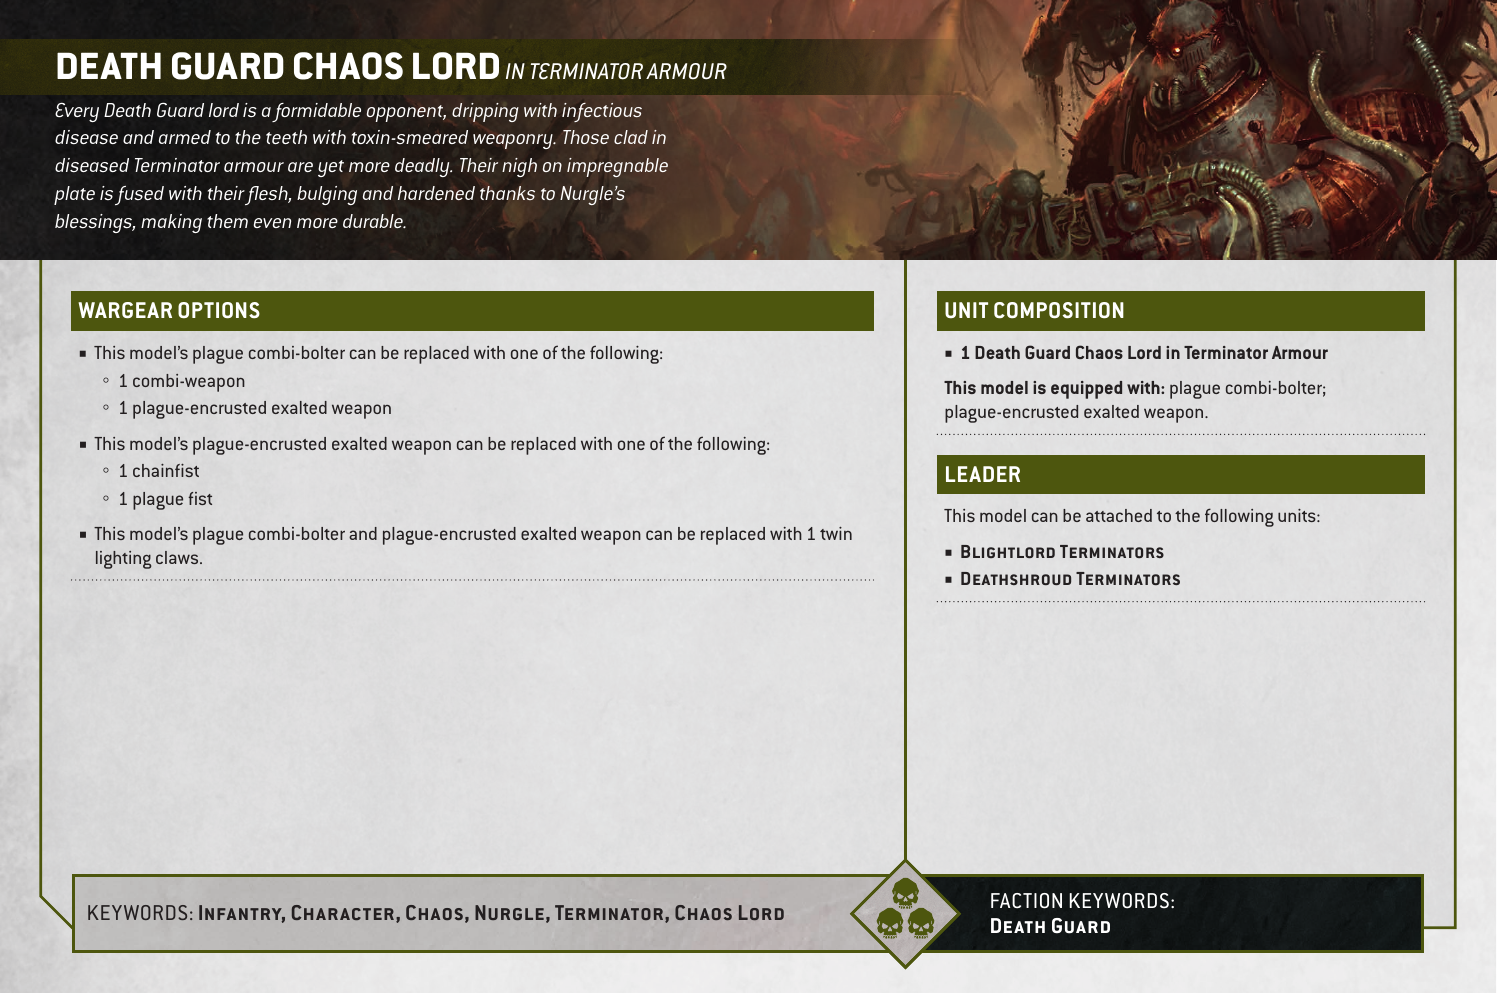 DEATH GUARD CHAOS LORD IN TERMINATOR ARMOUR
Every Death Guard lord is a formidable opponent, dripping with infectious
disease and armed to the teeth with toxin-smeared weaponry. Those clad in
diseased Terminator armour are yet more deadly. Their nigh on impregnable
plate is fused with their flesh, bulging and hardened thanks to Nurgle’s
blessings, making them even more durable.
WARGEAR OPTIONS
▪ This model’s plague combi-bolter can be replaced with one of the following:
◦ 1 combi-weapon
◦ 1 plague-encrusted exalted weapon
▪ This model’s plague-encrusted exalted weapon can be replaced with one of the following:
◦ 1 chainfist
◦ 1 plague fist
▪ This model’s plague combi-bolter and plague-encrusted exalted weapon can be replaced with 1 twin
lighting claws.
UNIT COMPOSITION
▪ 1 Death Guard Chaos Lord in Terminator Armour
This model is equipped with: plague combi-bolter;
plague-encrusted exalted weapon.
LEADER
This model can be attached to the following units:
▪ Blightlord Terminators
▪ Deathshroud Terminators
KEYWORDS: Infantry, Character, Chaos, Nurgle, Terminator, Chaos Lord
FACTION KEYWORDS:
Death Guard